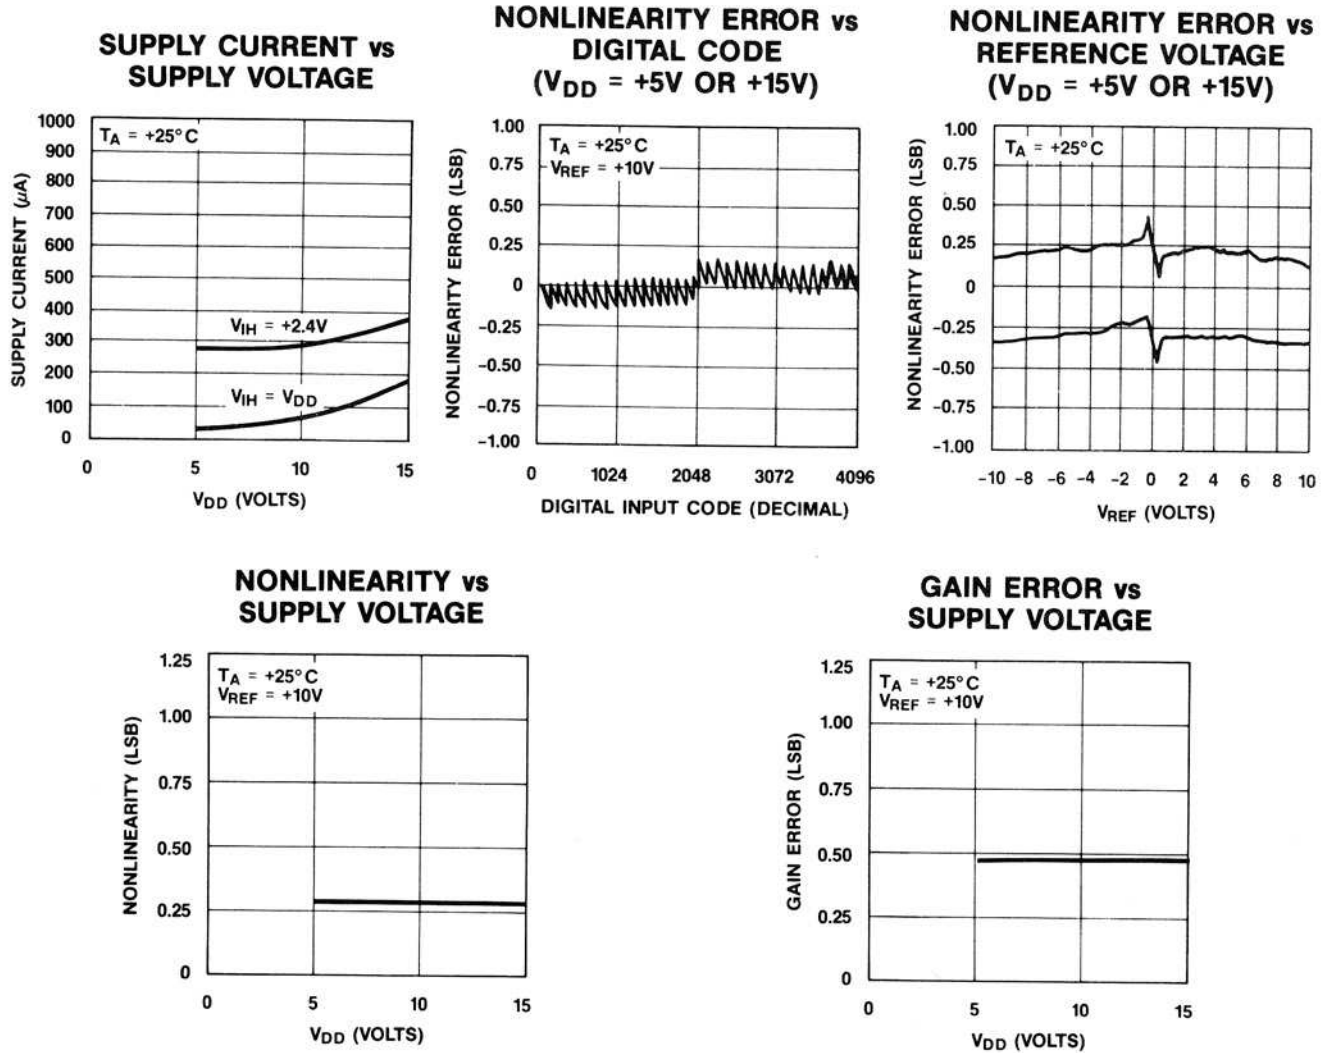 SUPPLY CURRENT vs
SUPPLY VOLTAGE
1000
900
800
700
600
500
400
300
200
100
0
SUPPLY CURRENT (μA)
TA = +25°C
VIH = +2.4V
VIH = VDD
0 5 10 15
VDD (VOLTS)
NONLINEARITY ERROR vs
DIGITAL CODE
(VDD = +5V OR +15V)
1.00
0.75
0.50
0.25
0
−0.25
−0.50
−0.75
−1.00
NONLINEARITY ERROR (LSB)
TA = +25°C
VREF = +10V
0 1024 2048 3072 4096
DIGITAL INPUT CODE (DECIMAL)
NONLINEARITY ERROR vs
REFERENCE VOLTAGE
(VDD = +5V OR +15V)
1.00
0.75
0.50
0.25
0
−0.25
−0.50
−0.75
−1.00
NONLINEARITY ERROR (LSB)
TA = +25°C
−10 −8 −6 −4 −2 0 2 4 6 8 10
VREF (VOLTS)
NONLINEARITY vs
SUPPLY VOLTAGE
1.25
1.00
0.75
0.50
0.25
0
NONLINEARITY (LSB)
TA = +25°C
VREF = +10V
0 5 10 15
VDD (VOLTS)
GAIN ERROR vs
SUPPLY VOLTAGE
1.25
1.00
0.75
0.50
0.25
0
GAIN ERROR (LSB)
TA = +25°C
VREF = +10V
0 5 10 15
VDD (VOLTS)